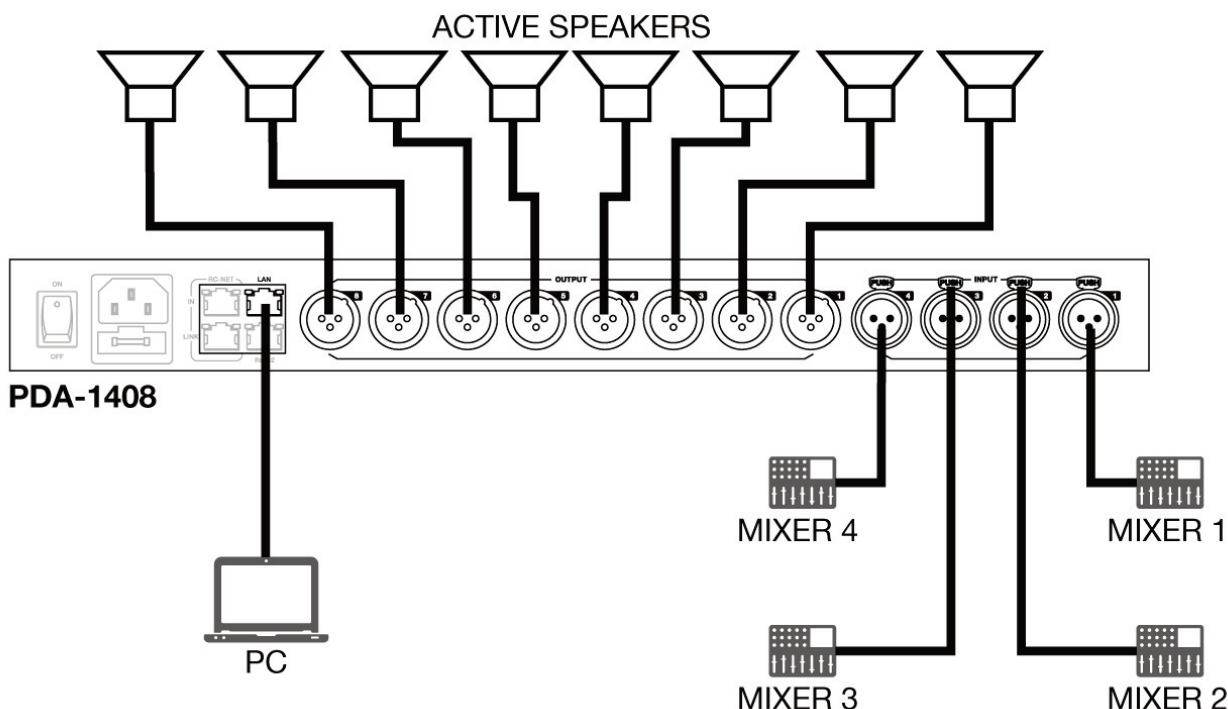 ACTIVE SPEAKERS
ON
OFF
RC-NET
LAN
IN
LINK
OUTPUT
8
7
6
5
4
3
2
1
INPUT
PUSH
PUSH
PUSH
PUSH
4
3
2
1
PDA-1408
MIXER 4
MIXER 1
PC
MIXER 3
MIXER 2